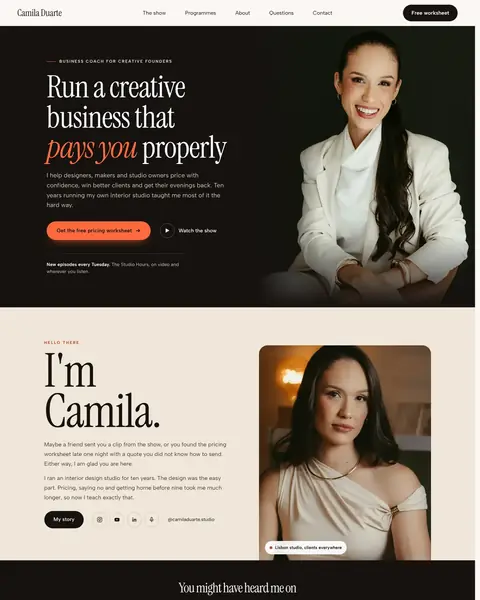 Camila Duarte
The show
Programmes
About
Questions
Contact
Free worksheet
BUSINESS COACH FOR CREATIVE FOUNDERS
Run a creative
business that
pays you properly
I help designers, makers and studio owners price with
confidence, win better clients and get their evenings back. Ten
years running my own interior studio taught me most of it the
hard way.
Get the free pricing worksheet →
Watch the show
New episodes every Tuesday. The Studio Hours, on video and
wherever you listen.
HELLO THERE
I'm
Camila.
Maybe a friend sent you a clip from the show, or you found the pricing
worksheet late one night with a quote you did not know how to send.
Either way, I am glad you are here.
I ran an interior design studio for ten years. The design was the easy
part. Pricing, saying no and getting home before nine took me much
longer, so now I teach exactly that.
My story
in
@camiladuarte.studio
Lisbon studio, clients everywhere
You might have heard me on